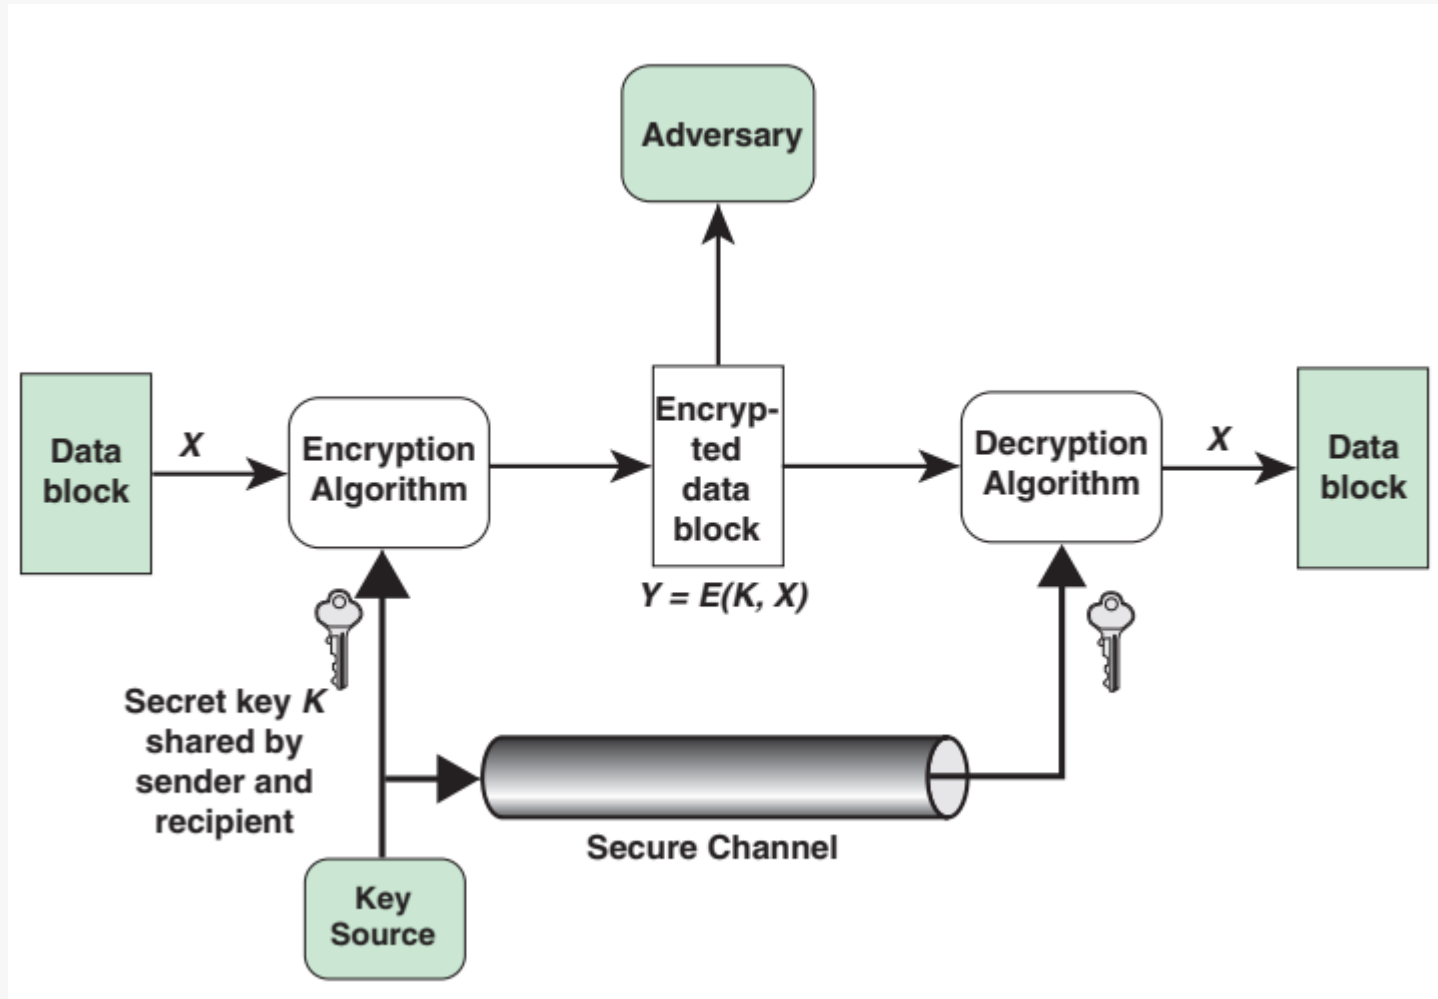 Adversary
Data
block
X
Encryption
Algorithm
Encryp-
ted
data
block
Y = E(K, X)
Decryption
Algorithm
X
Data
block
Secret key K
shared by
sender and
recipient
Secure Channel
Key
Source